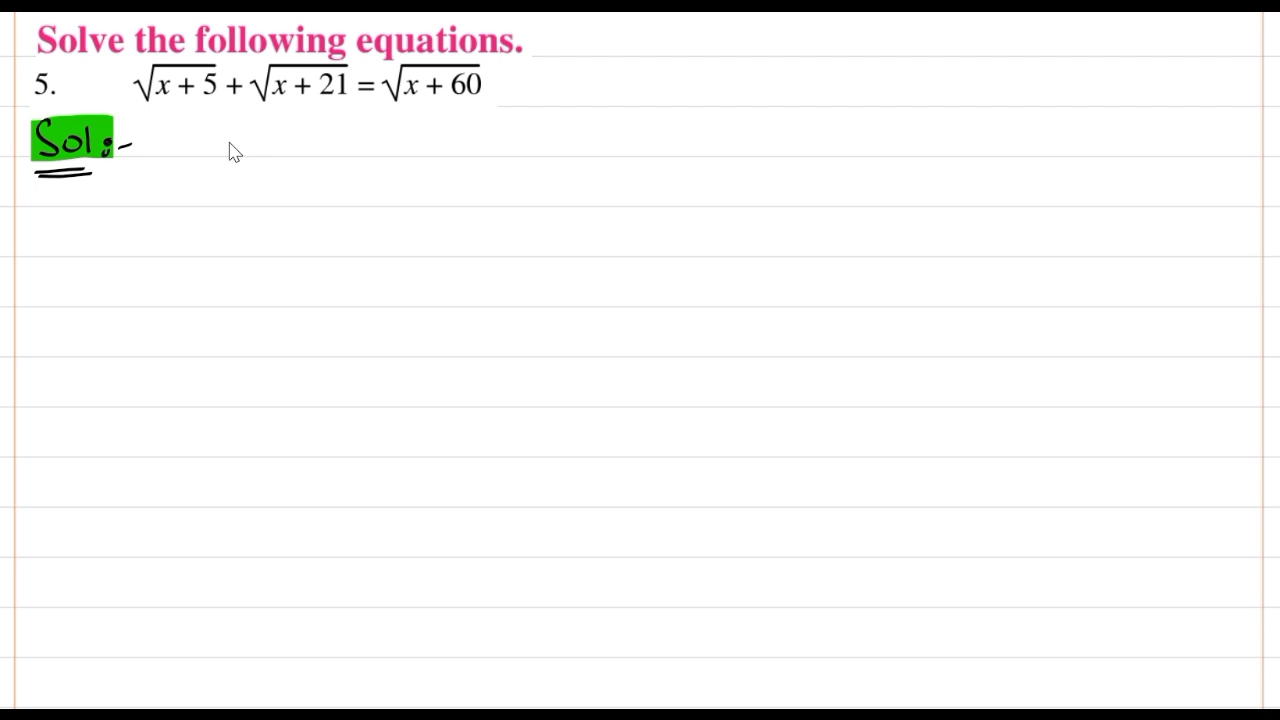 Solve the following equations.
5. √x + 5 + √x + 21 = √x + 60
Sol:-